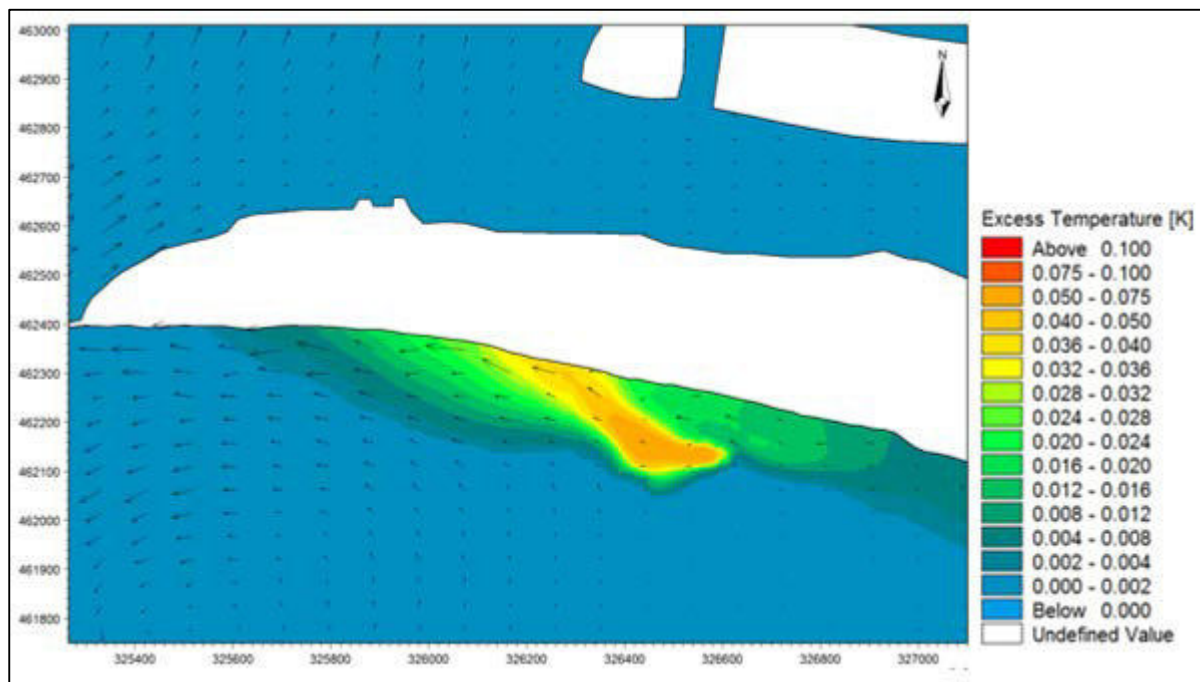 463000
462900
462800
462700
462600
462500
462400
462300
462200
462100
462000
461900
461800
325400 325600 325800 326000 326200 326400 326600 326800 327000
N
Excess Temperature [K]
Above 0.100
0.075 - 0.100
0.050 - 0.075
0.040 - 0.050
0.036 - 0.040
0.032 - 0.036
0.028 - 0.032
0.024 - 0.028
0.020 - 0.024
0.016 - 0.020
0.012 - 0.016
0.008 - 0.012
0.004 - 0.008
0.002 - 0.004
0.000 - 0.002
Below 0.000
Undefined Value